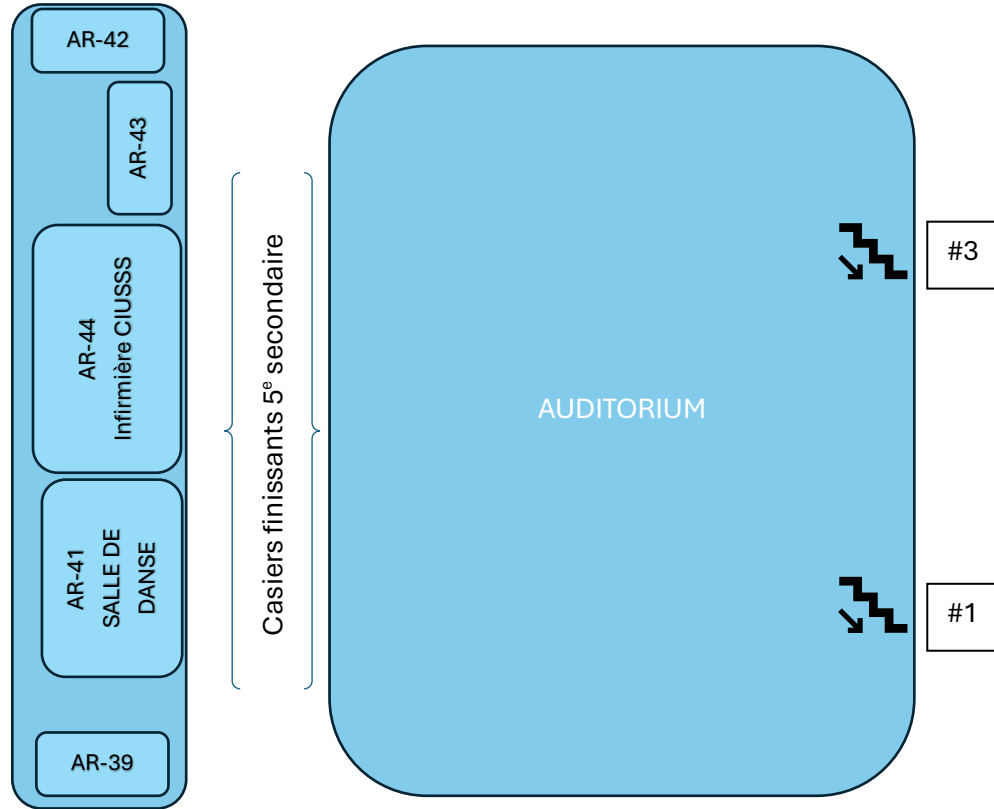 AR-42
AR-43
AR-44
Infirmière CIUSSS
AR-41
SALLE DE
DANSE
AR-39
Casiers finissants 5e secondaire
AUDITORIUM
#3
#1